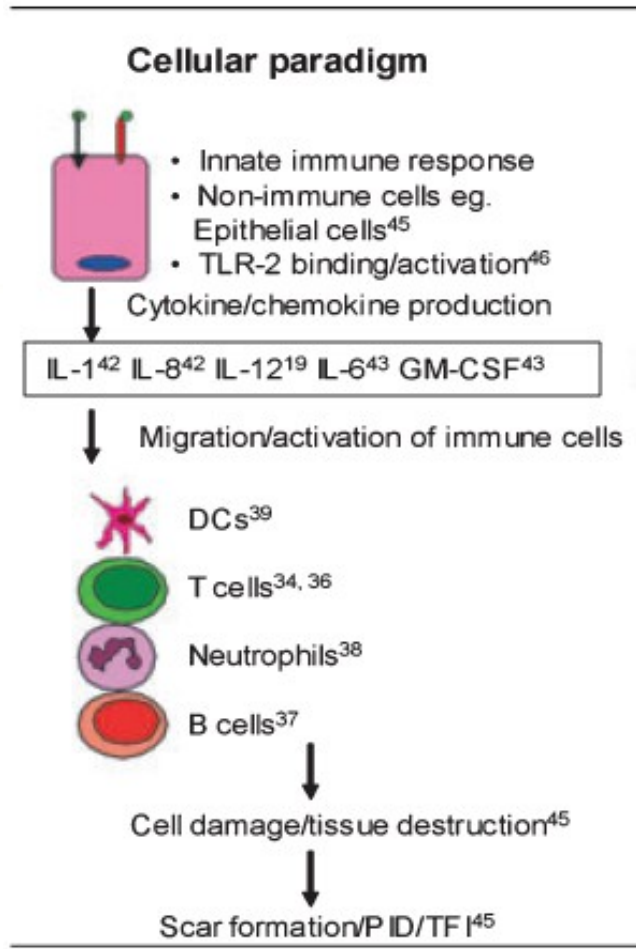 Cellular paradigm
• Innate immune response
• Non-immune cells eg.
Epithelial cells⁴⁵
• TLR-2 binding/activation⁴⁶
Cytokine/chemokine production
IL-1⁴² IL-8⁴² IL-12¹⁹ IL-6⁴³ GM-CSF⁴³
Migration/activation of immune cells
DCs³⁹
T cells³⁴, ³⁶
Neutrophils³⁸
B cells³⁷
Cell damage/tissue destruction⁴⁵
Scar formation/PID/TFI⁴⁵